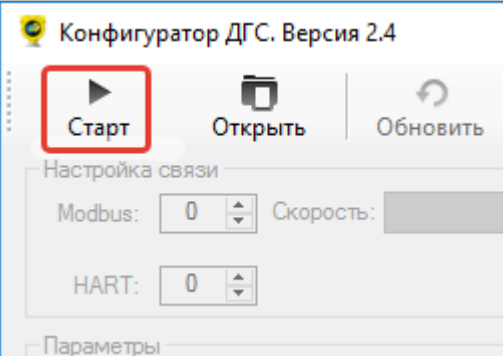 Конфигуратор ДГС. Версия 2.4
Старт Открыть Обновить
Настройка связи
Modbus: 0 Скорость:
HART: 0
Параметры